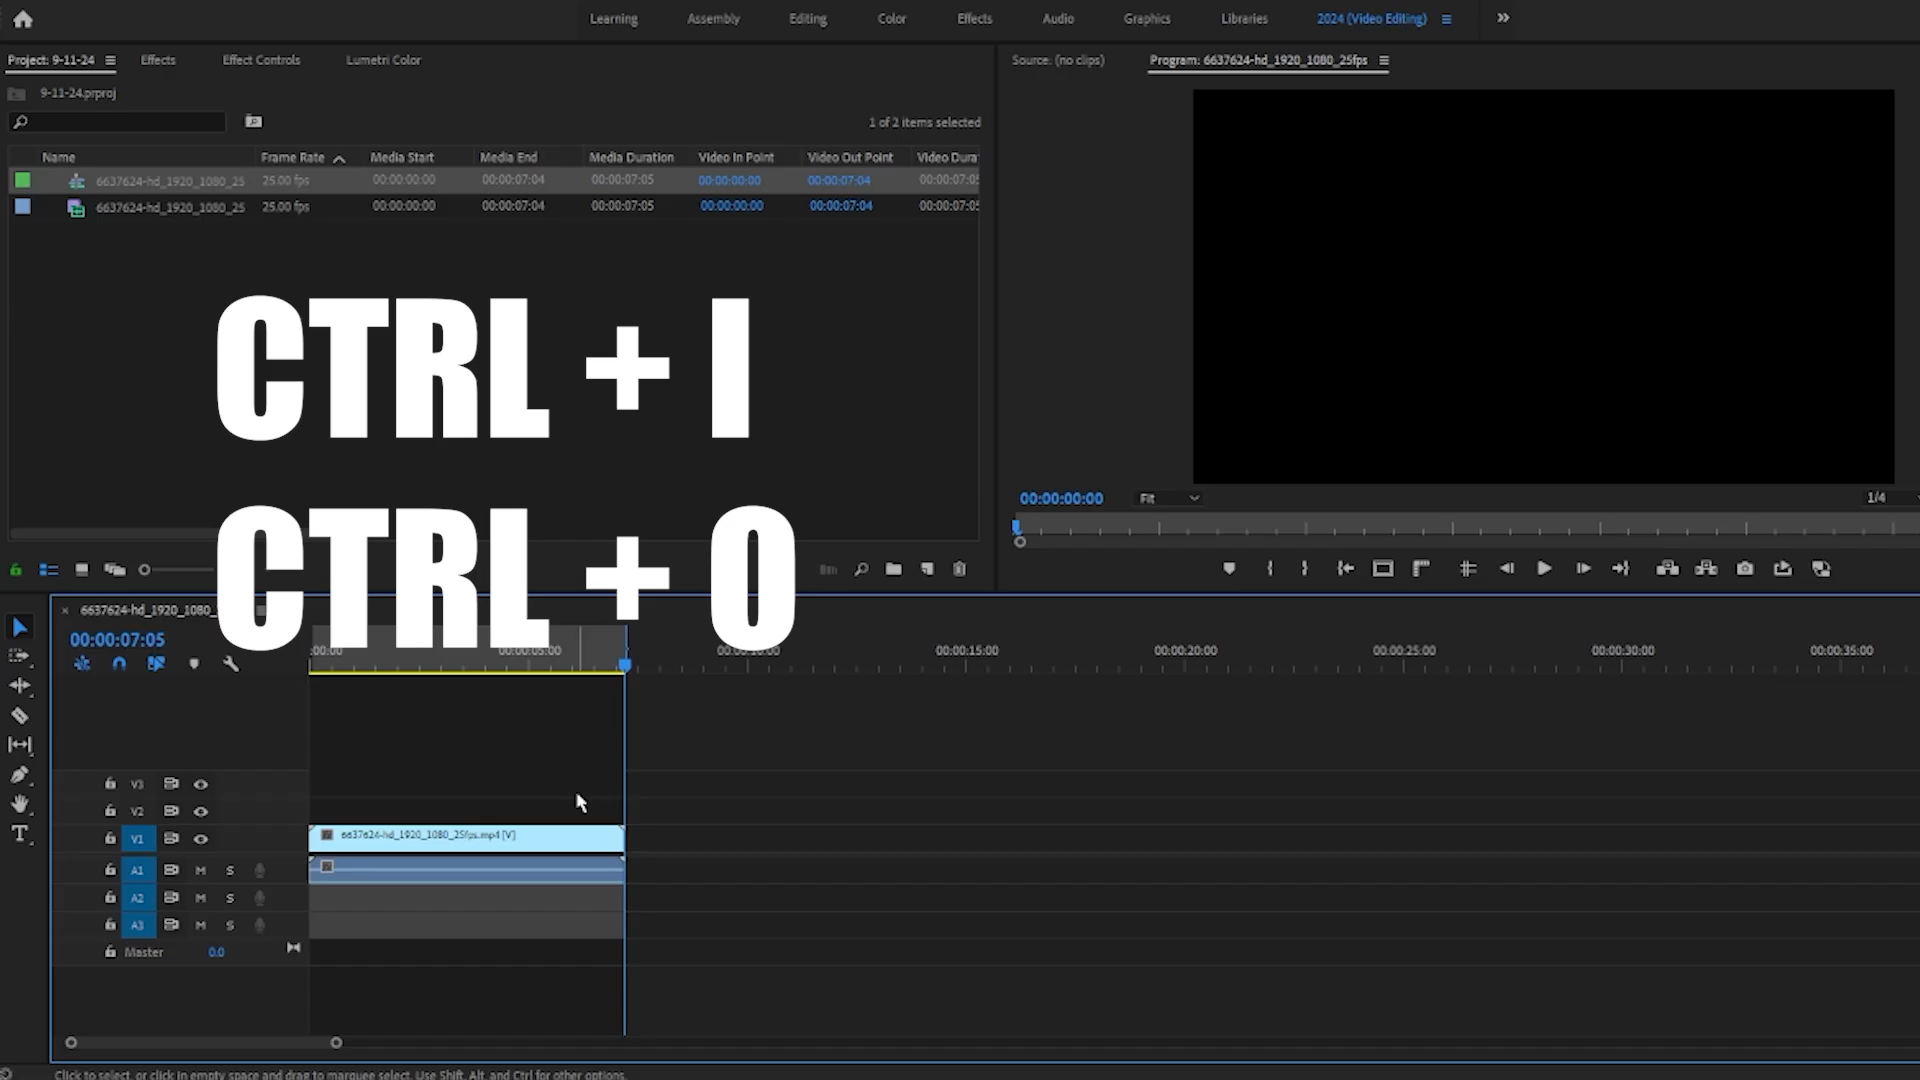 Learning Assembly Editing Color Effects Audio Graphics Libraries 2024 (Video Editing)
Project: 9-11-24 Effects Effect Controls Lumetri Color
Source: (no clips) Program: 6637624-hd_1920_1080_25fps
9-11-24.prproj
1 of 2 items selected
Name Frame Rate Media Start Media End Media Duration Video In Point Video Out Point Video Dura
6637624-hd_1920_1080_25 25.00 fps 00:00:00:00 00:00:07:04 00:00:07:05 00:00:00:00 00:00:07:04 00:00:07:05
6637624-hd_1920_1080_25 25.00 fps 00:00:00:00 00:00:07:04 00:00:07:05 00:00:00:00 00:00:07:04 00:00:07:05
CTRL + I
CTRL + O
00:00:00:00 Fit 1/4
6637624-hd_1920_1080_
00:00:07:05
:00:00 00:00:05:00 00:00:10:00 00:00:15:00 00:00:20:00 00:00:25:00 00:00:30:00 00:00:35:00
V3
V2
V1 6637624-hd_1920_1080_25fps.mp4 [V]
A1 M S
A2 M S
A3 M S
Master 0.0
Click to select, or click in empty space and drag to marquee select. Use Shift, Alt, and Ctrl for other options.